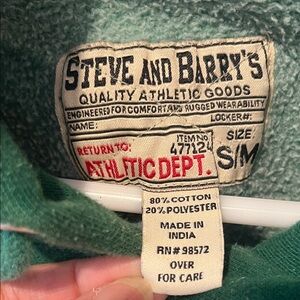 STEVE AND BARRY'S
QUALITY ATHLETIC GOODS
ENGINEERED FOR COMFORT AND RUGGED WEARABILITY
NAME:
LOCKER#:
RETURN TO:
ITEM NO.
477124
SIZE
ATHLETIC DEPT.
S/M
80% COTTON
20% POLYESTER
MADE IN
INDIA
RN# 98572
OVER
FOR CARE